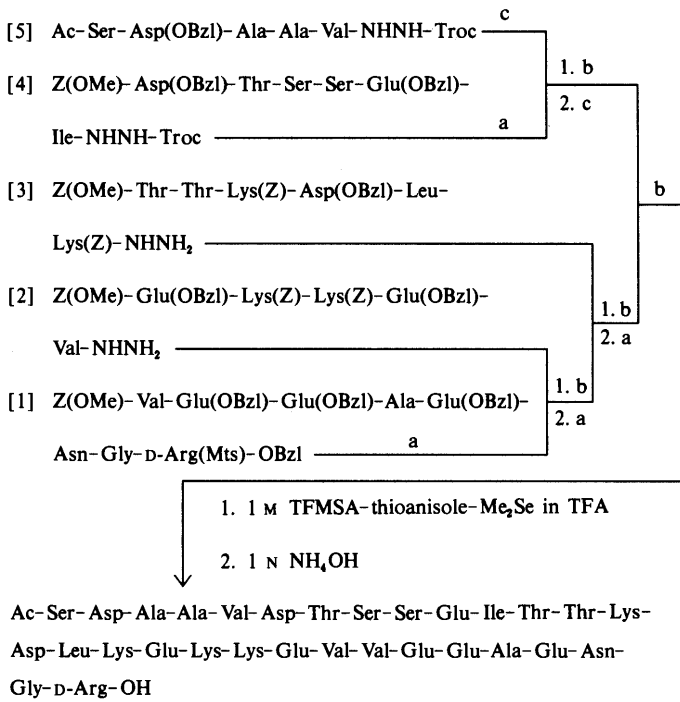 [5] Ac-Ser-Asp(OBzl)-Ala-Ala-Val-NHNH-Troc c
1. b
[4] Z(OMe)-Asp(OBzl)-Thr-Ser-Ser-Glu(OBzl)-
2. c
Ile-NHNH-Troc a
[3] Z(OMe)-Thr-Thr-Lys(Z)-Asp(OBzl)-Leu-
b
Lys(Z)-NHNH₂
[2] Z(OMe)-Glu(OBzl)-Lys(Z)-Lys(Z)-Glu(OBzl)-
1. b
2. a
Val-NHNH₂
1. b
[1] Z(OMe)-Val-Glu(OBzl)-Glu(OBzl)-Ala-Glu(OBzl)-
2. a
Asn-Gly-D-Arg(Mts)-OBzl a
1. 1 M TFMSA-thioanisole-Me₂Se in TFA
2. 1 N NH₄OH
Ac-Ser-Asp-Ala-Ala-Val-Asp-Thr-Ser-Ser-Glu-Ile-Thr-Thr-Lys-
Asp-Leu-Lys-Glu-Lys-Lys-Glu-Val-Val-Glu-Glu-Ala-Glu-Asn-
Gly-D-Arg-OH